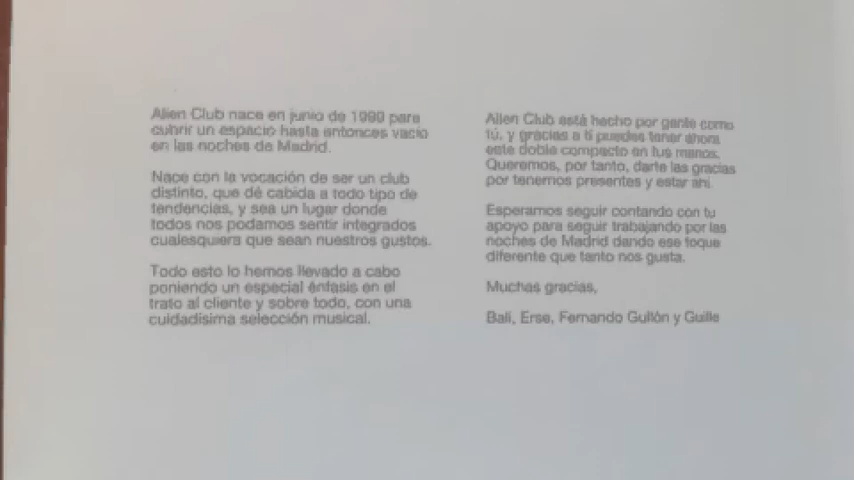 Alien Club nace en junio de 1999 para
cubrir un espacio hasta entonces vacío
en las noches de Madrid.
Nace con la vocación de ser un club
distinto, que dé cabida a todo tipo de
tendencias, y sea un lugar donde
todos nos podamos sentir integrados
cualesquiera que sean nuestros gustos.
Todo esto lo hemos llevado a cabo
poniendo un especial énfasis en el
trato al cliente y sobre todo, con una
cuidadísima selección musical.
Alien Club está hecho por gente como
tú, y gracias a ti puedes tener ahora
este doble compacto en tus manos.
Queremos, por tanto, darte las gracias
por tenernos presentes y estar ahí.
Esperamos seguir contando con tu
apoyo para seguir trabajando por las
noches de Madrid dando ese toque
diferente que tanto nos gusta.
Muchas gracias,
Bali, Erse, Fernando Gullón y Guille